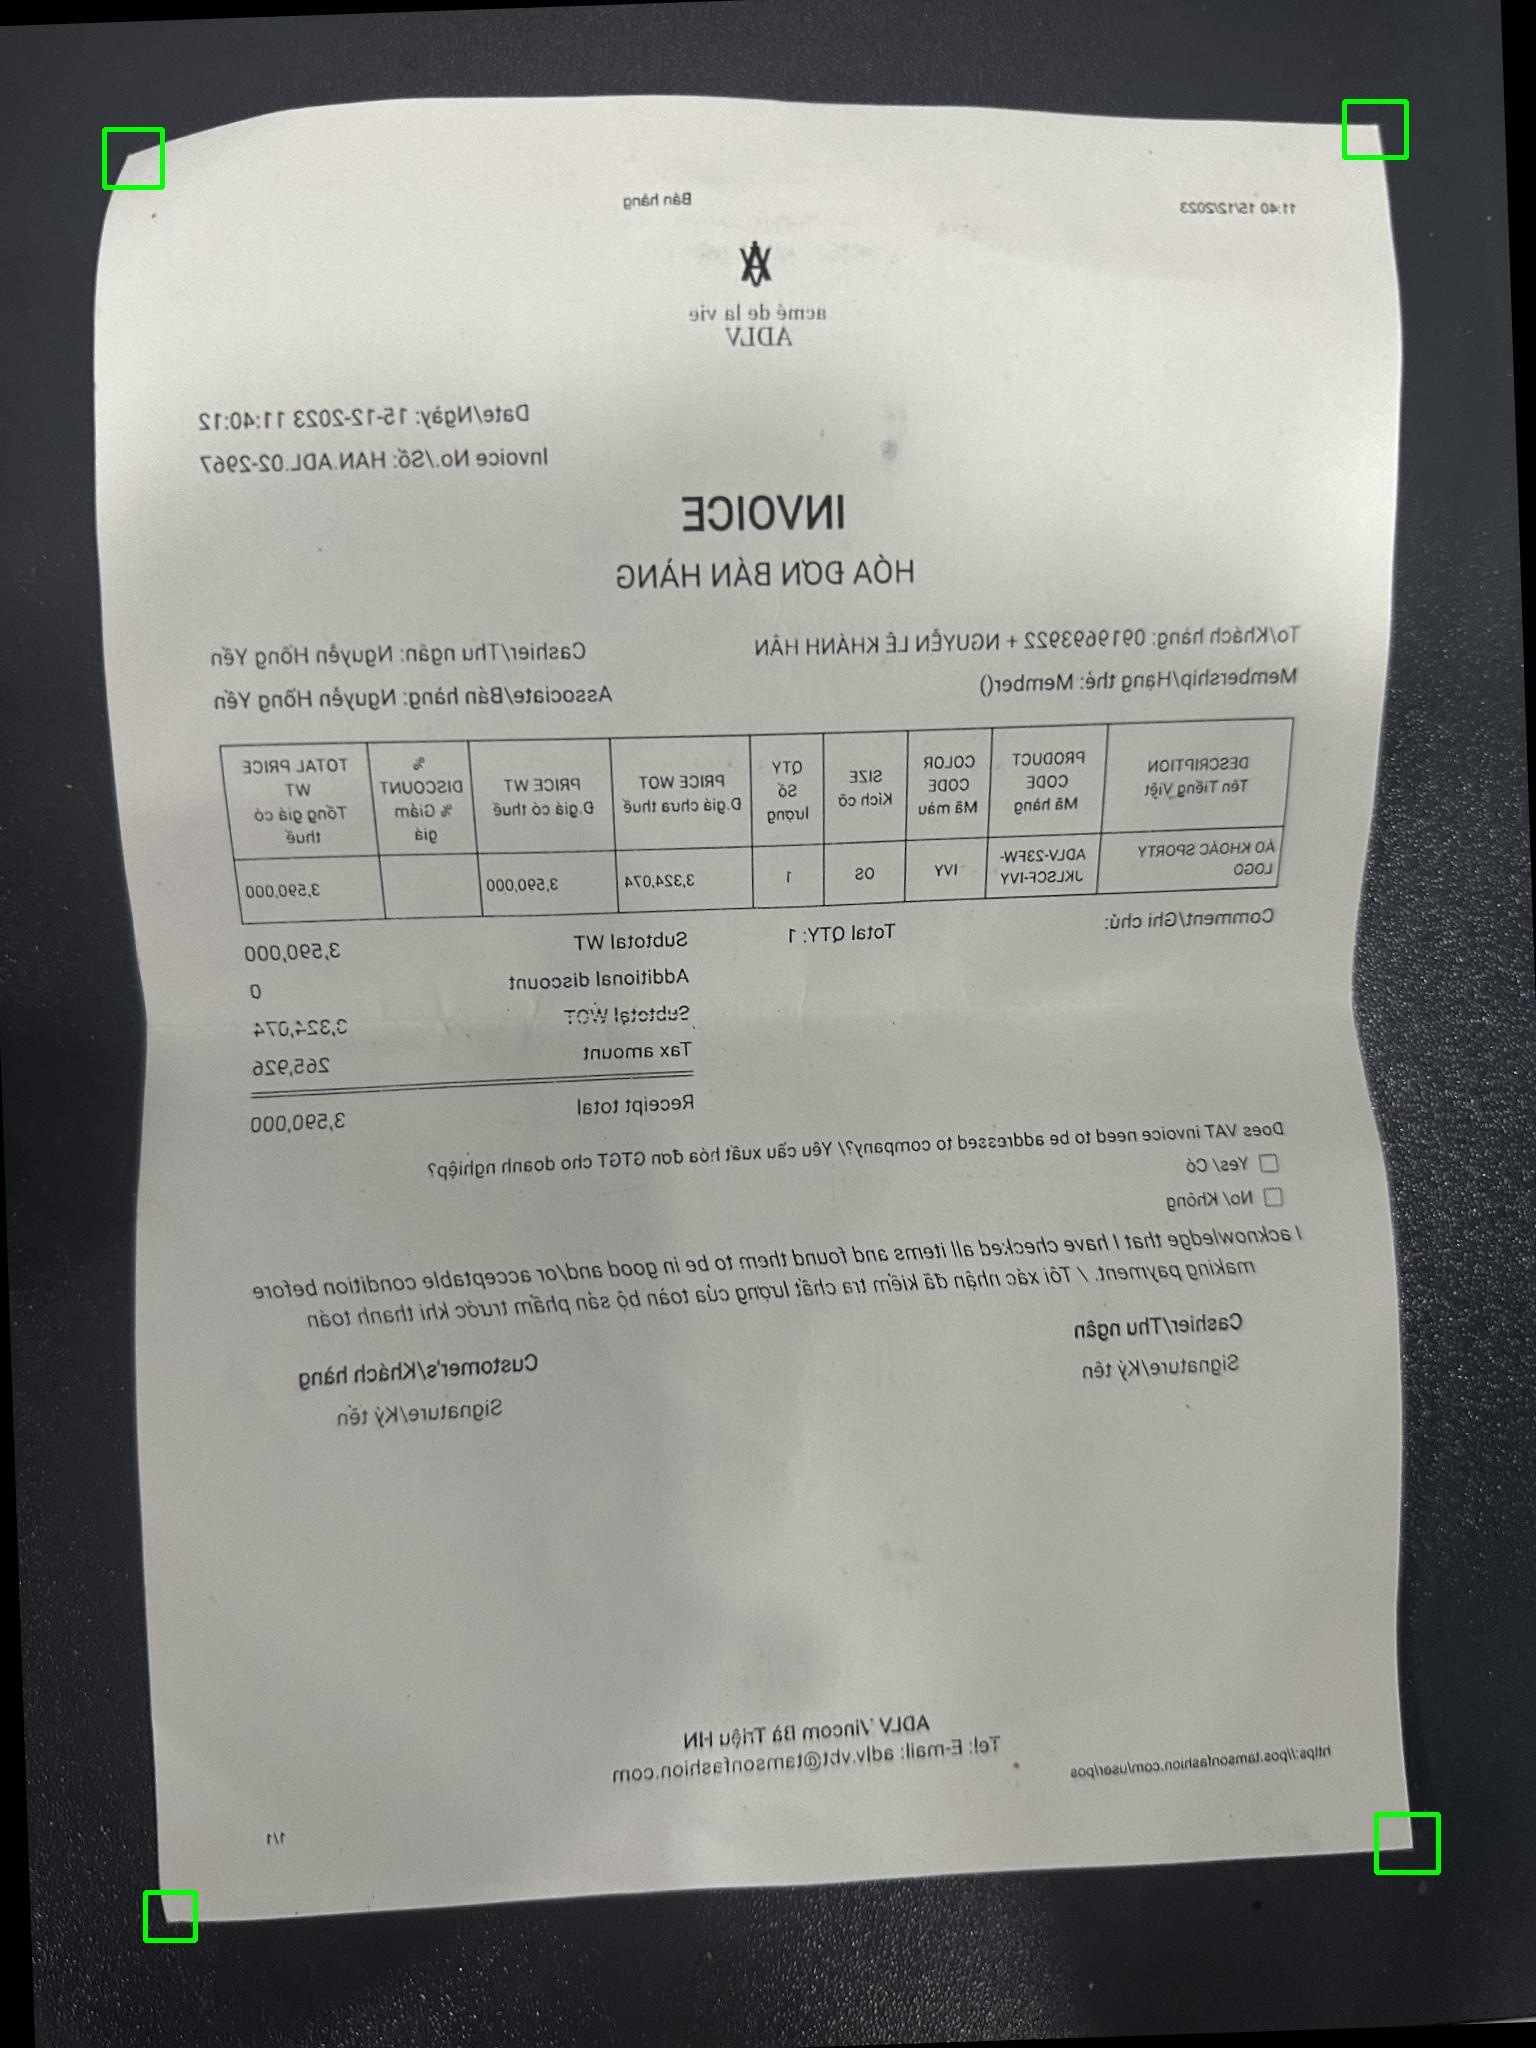 11:40 15/12/2023 Bán hàng
acmé de la vie
ADLV
Date/Ngày: 15-12-2023 11:40:12
Invoice No./Số: HAN.ADL.02-2967
INVOICE
HÓA ĐƠN BÁN HÀNG
To/Khách hàng: 0919693922 + NGUYỄN LÊ KHÁNH HÂN Cashier/Thu ngân: Nguyễn Hồng Yến
Membership/Hạng thẻ: Member() Associate/Bán hàng: Nguyễn Hồng Yến
DESCRIPTION
Tên Tiếng Việt
PRODUCT
CODE
Mã hàng
COLOR
CODE
Mã màu
SIZE
Kích cỡ
QTY
Số
lượng
PRICE WOT
D.giá chưa thuế
PRICE WT
D.giá có thuế
%
DISCOUNT
% Giảm
giá
TOTAL PRICE
WT
Tổng giá có
thuế
ÁO KHOÁC SPORTY
LOGO
ADLV-23FW-
JKLSCF-IVY
IVY
OS
1
3,324,074
3,590,000
3,590,000
Comment/Ghi chú: Total QTY: 1 Subtotal WT 3,590,000
Additional discount 0
Subtotal WOT 3,324,074
Tax amount 265,926
Receipt total 3,590,000
Does VAT invoice need to be addressed to company?/ Yêu cầu xuất hóa đơn GTGT cho doanh nghiệp?
Yes/ Có
No/ Không
I acknowledge that I have checked all items and found them to be in good and/or acceptable condition before
making payment. / Tôi xác nhận đã kiểm tra chất lượng của toàn bộ sản phẩm trước khi thanh toán
Cashier/Thu ngân Customer's/Khách hàng
Signature/Ký tên Signature/Ký tên
ADLV Vincom Bà Triệu HN
Tel: E-mail: adlv.vbt@tamsonfashion.com
https://pos.tamsonfashion.com/user/pos 1/1